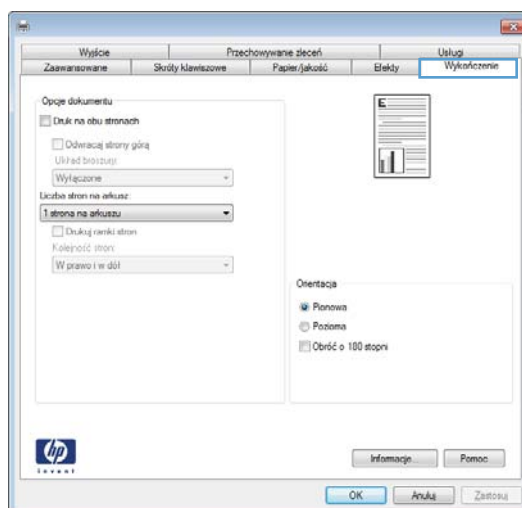 Wyjście Przechowywanie zleceń Usługi
Zaawansowane Skróty klawiszowe Papier/jakość Efekty Wykończenie
Opcje dokumentu
Druk na obu stronach
Odwracaj strony górą
Układ broszury:
Wyłączone
Liczba stron na arkusz:
1 strona na arkuszu
Drukuj ramki stron
Kolejność stron:
W prawo i w dół
E
Orientacja
Pionowa
Pozioma
Obróć o 180 stopni
hp
invent
Informacje... Pomoc
OK Anuluj Zastosuj